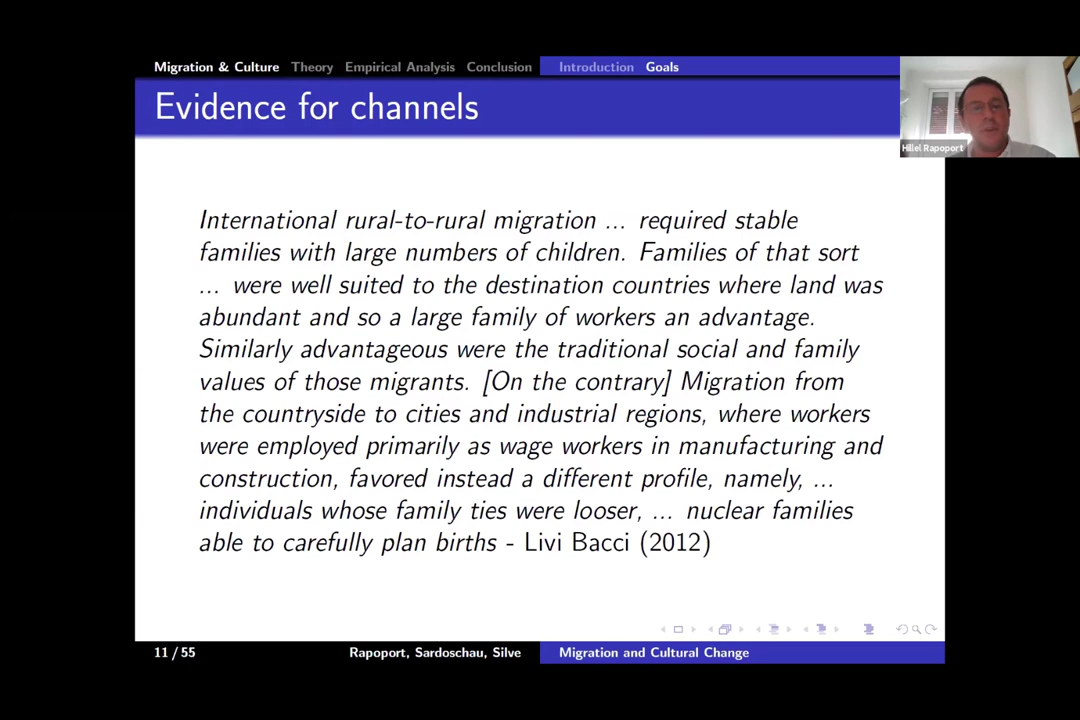 Migration & Culture Theory Empirical Analysis Conclusion Introduction Goals
Evidence for channels
Hillel Rapoport
International rural-to-rural migration ... required stable
families with large numbers of children. Families of that sort
... were well suited to the destination countries where land was
abundant and so a large family of workers an advantage.
Similarly advantageous were the traditional social and family
values of those migrants. [On the contrary] Migration from
the countryside to cities and industrial regions, where workers
were employed primarily as wage workers in manufacturing and
construction, favored instead a different profile, namely, ...
individuals whose family ties were looser, ... nuclear families
able to carefully plan births - Livi Bacci (2012)
11 / 55 Rapoport, Sardoschau, Silve Migration and Cultural Change